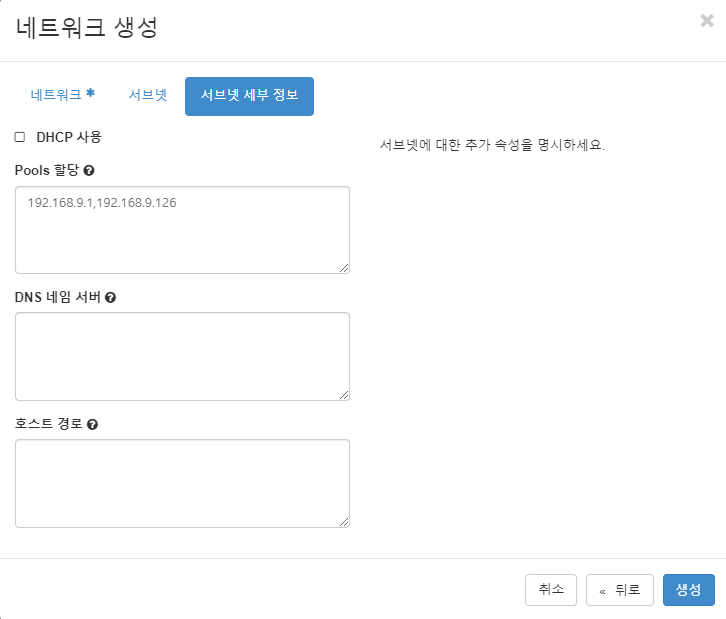 네트워크 생성
×
네트워크 * 서브넷 서브넷 세부 정보
DHCP 사용
서브넷에 대한 추가 속성을 명시하세요.
Pools 할당
192.168.9.1,192.168.9.126
DNS 네임 서버
호스트 경로
취소 « 뒤로 생성